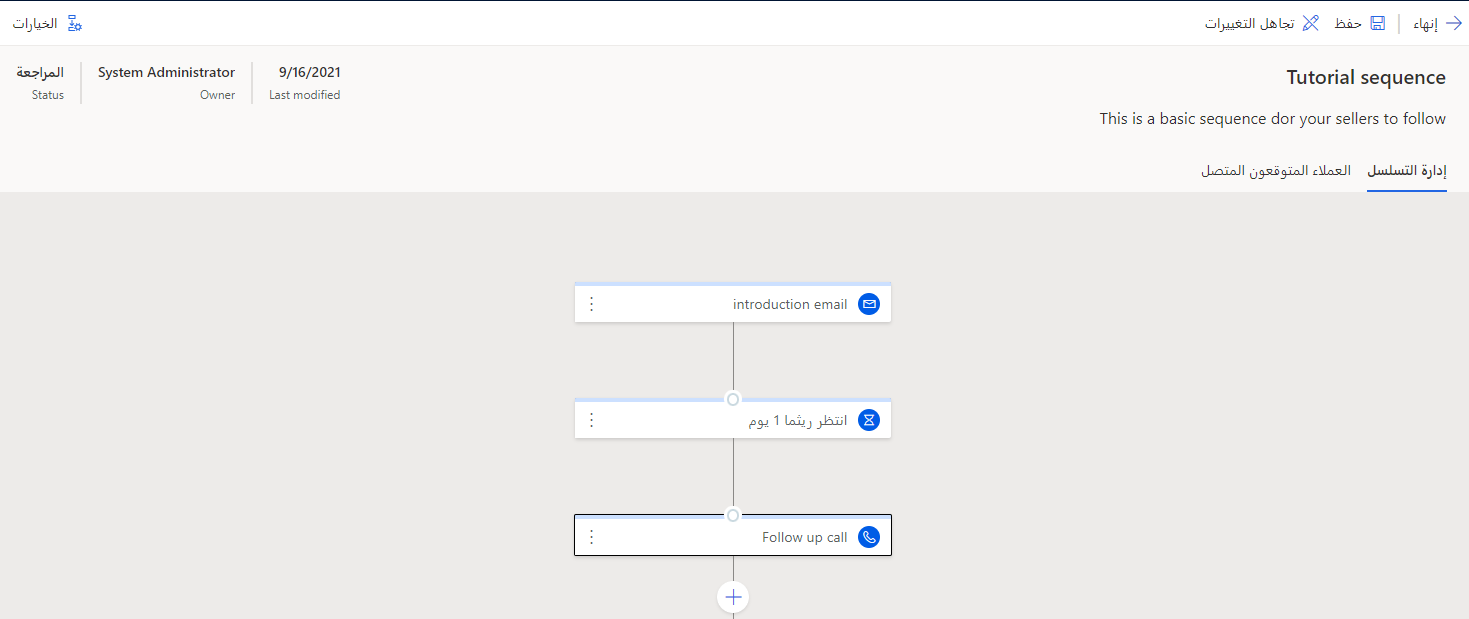 إنهاء
حفظ
تجاهل التغييرات
الخيارات
Tutorial sequence
This is a basic sequence dor your sellers to follow
9/16/2021
Last modified
System Administrator
Owner
المراجعة
Status
إدارة التسلسل
العملاء المتوقعون المتصل
introduction email
انتظر ريثما 1 يوم
Follow up call